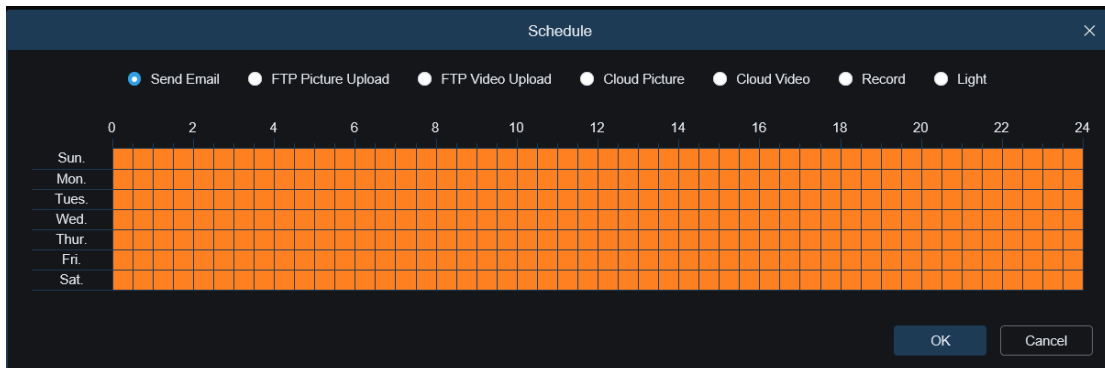 Schedule
Send Email FTP Picture Upload FTP Video Upload Cloud Picture Cloud Video Record Light
0 2 4 6 8 10 12 14 16 18 20 22 24
Sun.
Mon.
Tues.
Wed.
Thur.
Fri.
Sat.
OK Cancel